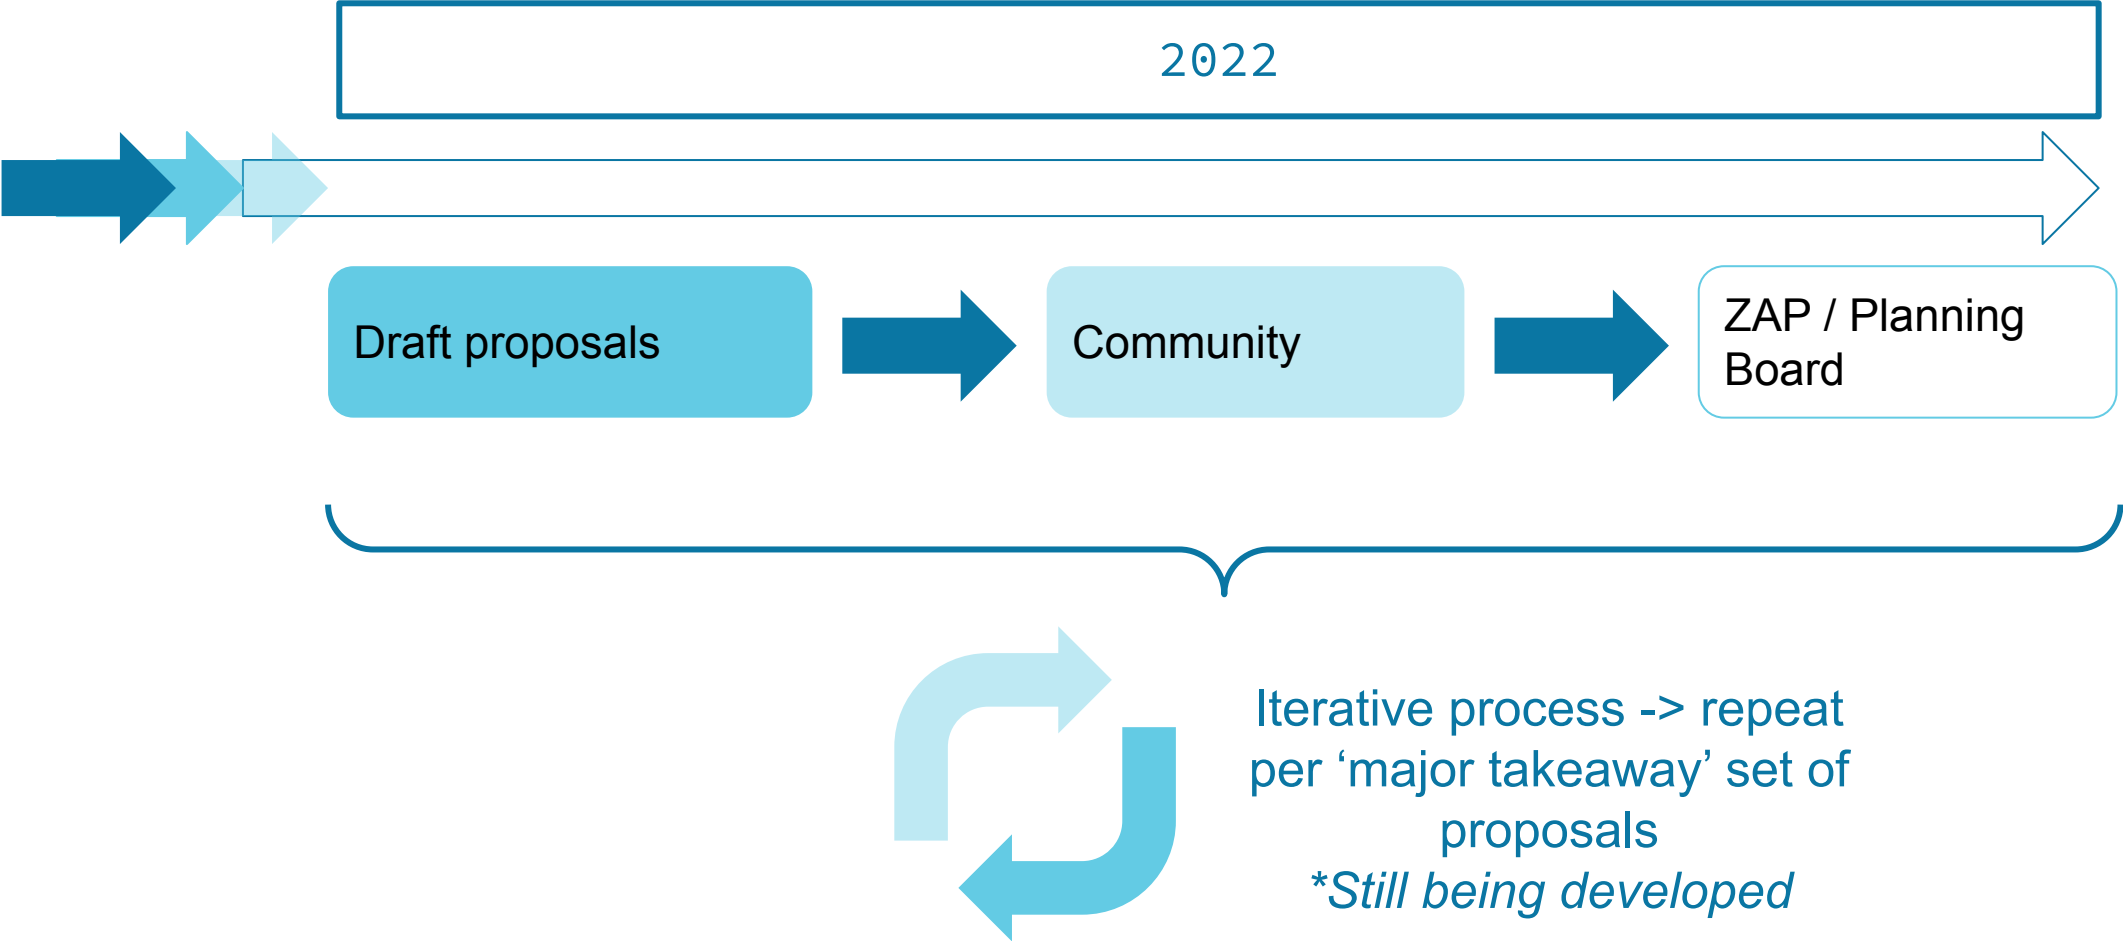 2022
Draft proposals
Community
ZAP / Planning
Board
Iterative process -> repeat
per ‘major takeaway’ set of
proposals
*Still being developed